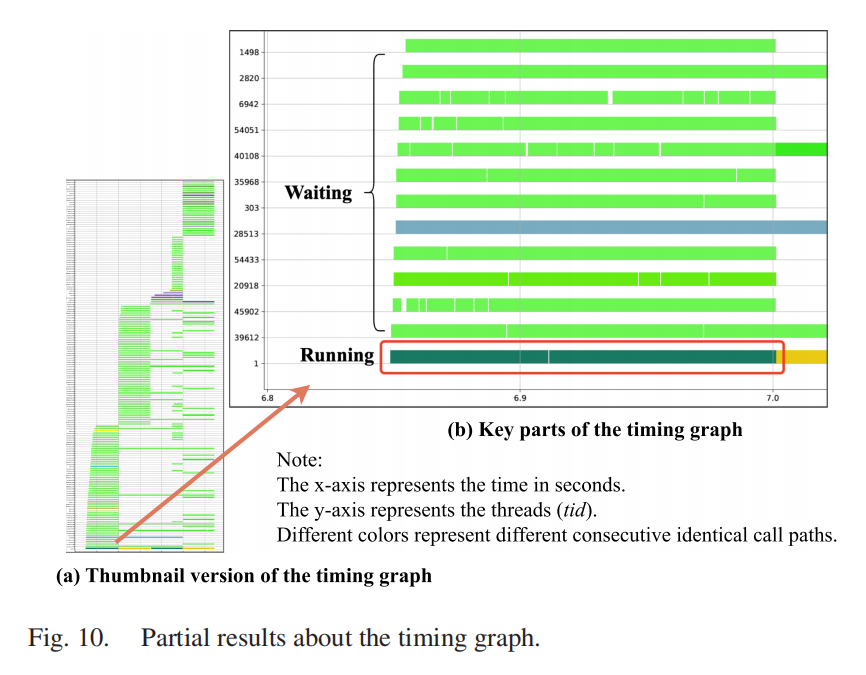 1498
2820
6942
54051
40108
35968
Waiting
303
28513
54433
20918
45902
39612
Running
1
6.8
6.9
7.0
(b) Key parts of the timing graph
Note:
The x-axis represents the time in seconds.
The y-axis represents the threads (tid).
Different colors represent different consecutive identical call paths.
(a) Thumbnail version of the timing graph
Fig. 10. Partial results about the timing graph.